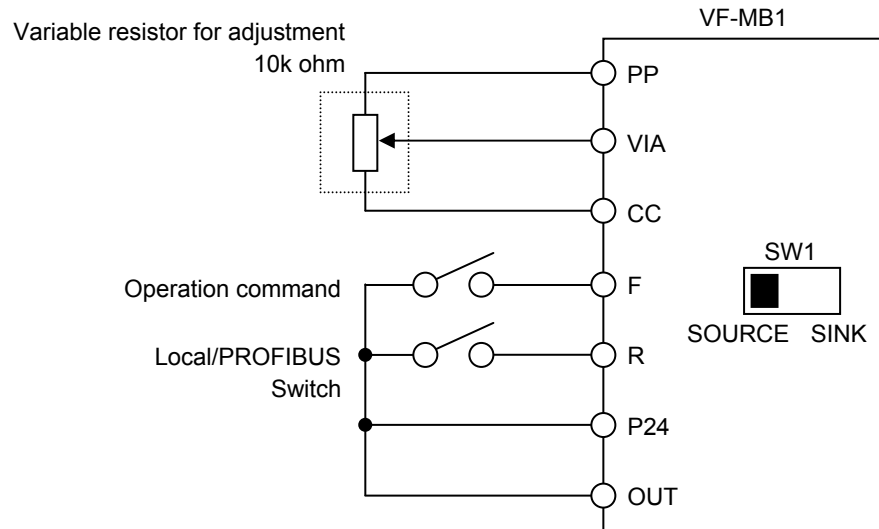 VF-MB1
Variable resistor for adjustment
10k ohm
PP
VIA
CC
SW1
Operation command
F
SOURCE SINK
Local/PROFIBUS
Switch
R
P24
OUT